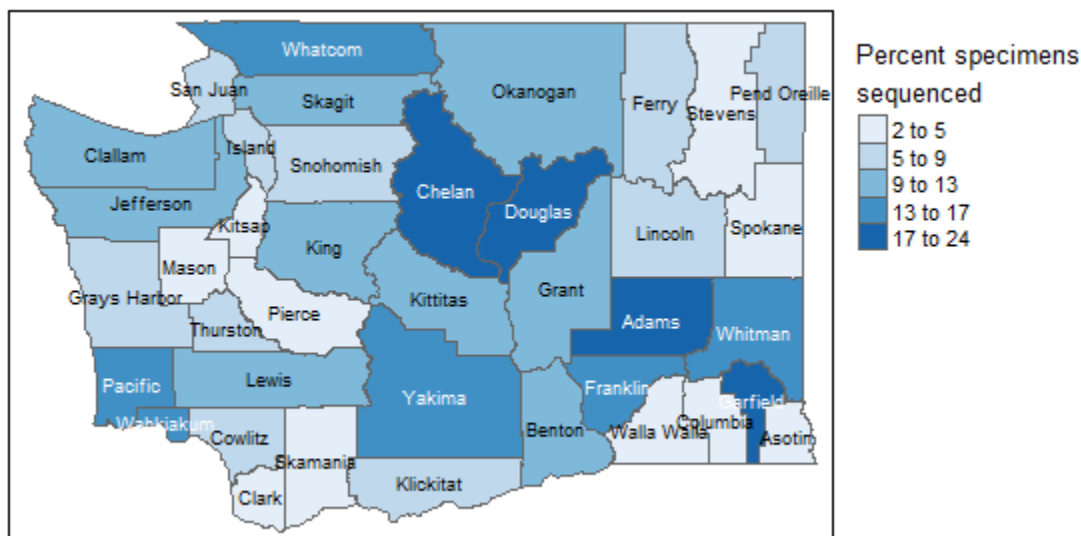 Whatcom
San Juan
Skagit
Okanogan
Ferry
Stevens
Pend Oreille
Clallam
Island
Snohomish
Chelan
Douglas
Jefferson
Kitsap
King
Lincoln
Spokane
Mason
Grays Harbor
Thurston
Pierce
Kittitas
Grant
Adams
Whitman
Pacific
Lewis
Yakima
Franklin
Garfield
Wahkiakum
Cowlitz
Skamania
Benton
Walla Walla
Columbia
Asotin
Clark
Klickitat
Percent specimens
sequenced
2 to 5
5 to 9
9 to 13
13 to 17
17 to 24